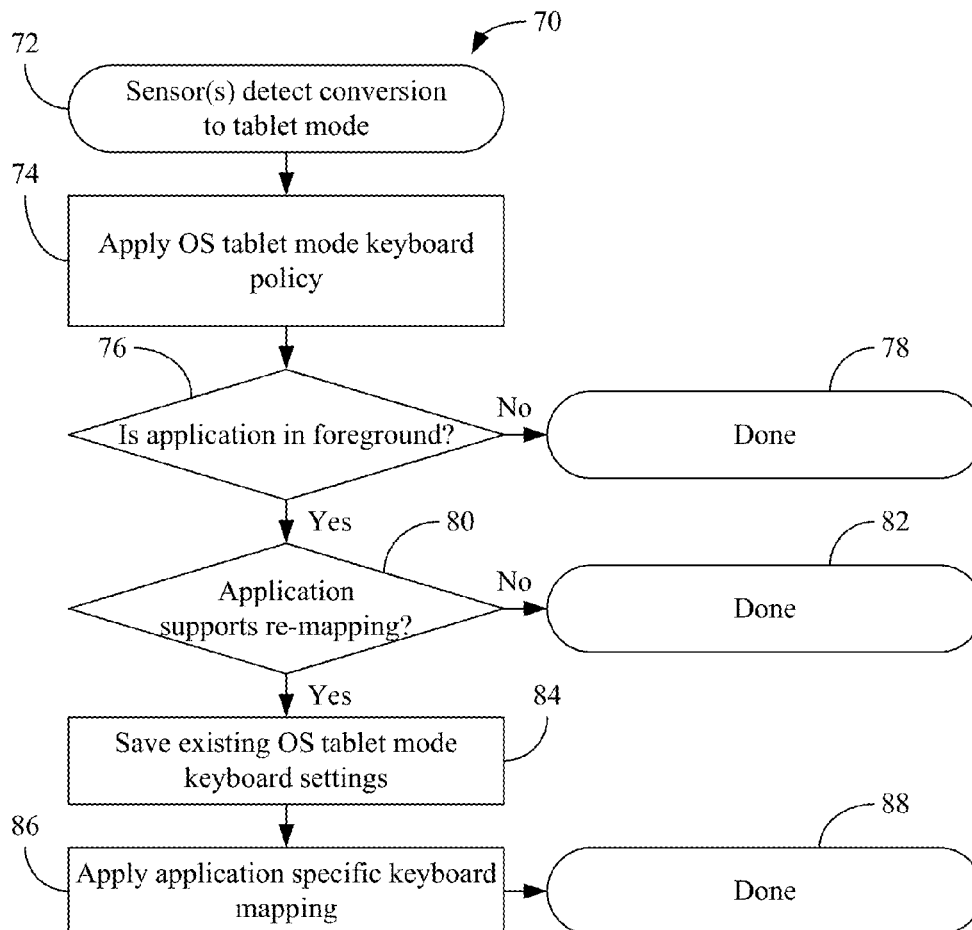 70
72
Sensor(s) detect conversion
to tablet mode
74
Apply OS tablet mode keyboard
policy
76
78
Is application in foreground?
No
Done
Yes
80
82
Application
supports re-mapping?
No
Done
Yes
84
Save existing OS tablet mode
keyboard settings
86
88
Apply application specific keyboard
mapping
Done